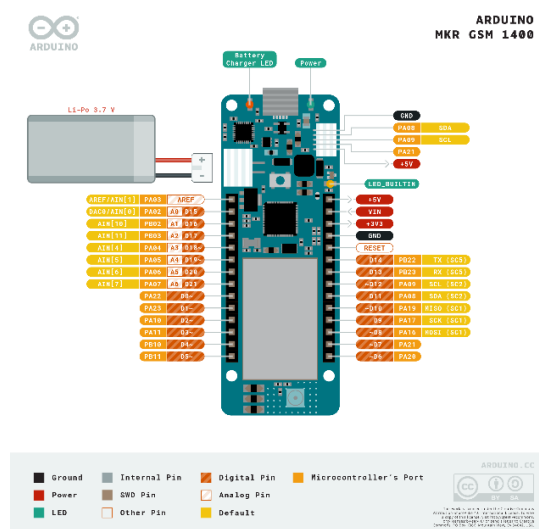 ARDUINO
ARDUINO
MKR GSM 1400
Battery
Charger LED
Power
Li-Po 3.7 V
+
-
GND
PA08 SDA
PA09 SCL
PA21
+5V
LED_BUILTIN
AREF/AIN[1] PA03 AREF
DAC0/AIN[0] PA02 A0 D15
AIN[10] PB02 A1 D16
AIN[11] PB03 A2 D17
AIN[4] PA04 A3 D18~
AIN[5] PA05 A4 D19~
AIN[6] PA06 A5 D20
AIN[7] PA07 A6 D21
PA22 D0~
PA23 D1~
PA10 D2~
PA11 D3~
PB10 D4~
PB11 D5~
+5V
VIN
+3V3
GND
RESET
D14 PB22 TX (SC5)
D13 PB23 RX (SC5)
~D12 PA09 SCL (SC2)
D11 PA08 SDA (SC2)
~D10 PA19 MISO (SC1)
~D9 PA17 SCK (SC1)
~D8 PA16 MOSI (SC1)
~D7 PA21
~D6 PA20
Ground
Power
LED
Internal Pin
SWD Pin
Other Pin
Digital Pin
Analog Pin
Default
Microcontroller's Port
ARDUINO.CC
CC
BY SA